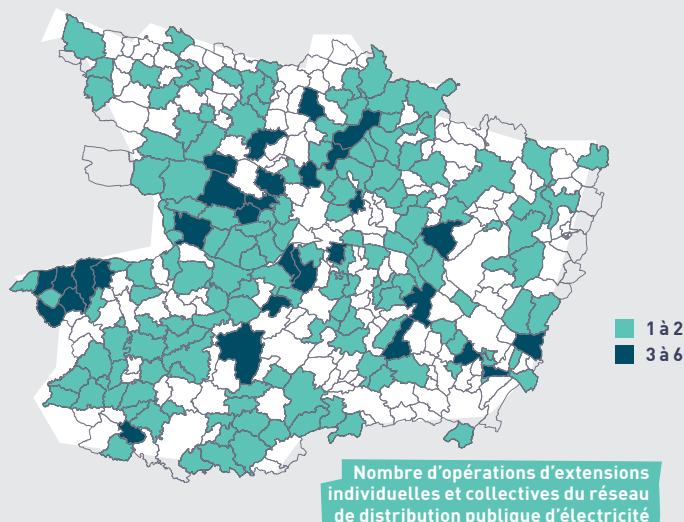 1 à 2
3 à 6
Nombre d’opérations d’extensions
individuelles et collectives du réseau
de distribution publique d’électricité